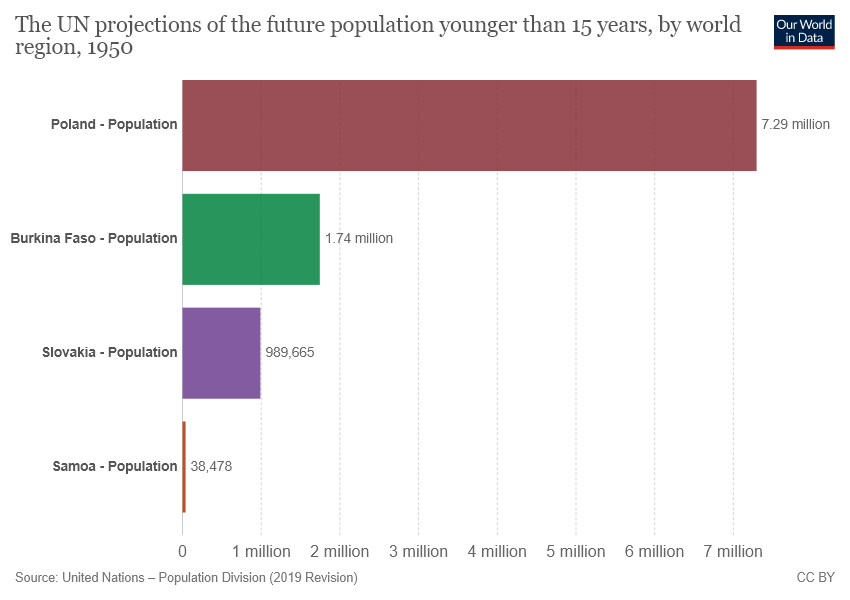 The UN projections of the future population younger than 15 years, by world
region, 1950
Our World
in Data
Poland - Population
7.29 million
Burkina Faso - Population
1.74 million
Slovakia - Population
989,665
Samoa - Population
38,478
0
1 million
2 million
3 million
4 million
5 million
6 million
7 million
Source: United Nations – Population Division (2019 Revision)
CC BY